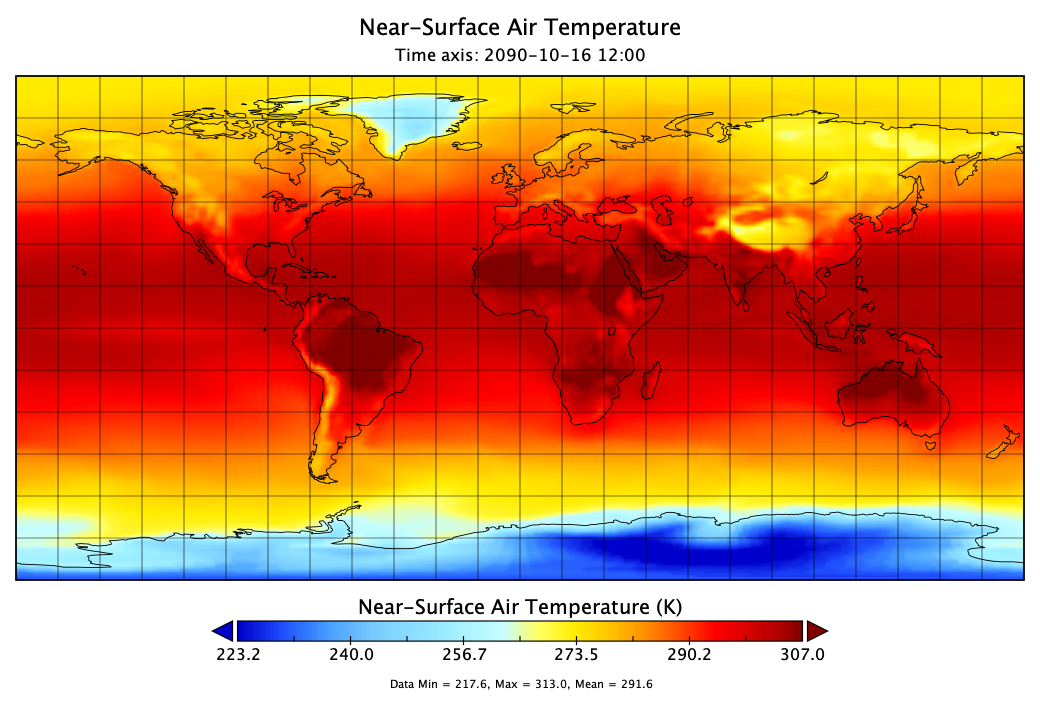 Near-Surface Air Temperature
Time axis: 2090-10-16 12:00
Near-Surface Air Temperature (K)
223.2 240.0 256.7 273.5 290.2 307.0
Data Min = 217.6, Max = 313.0, Mean = 291.6